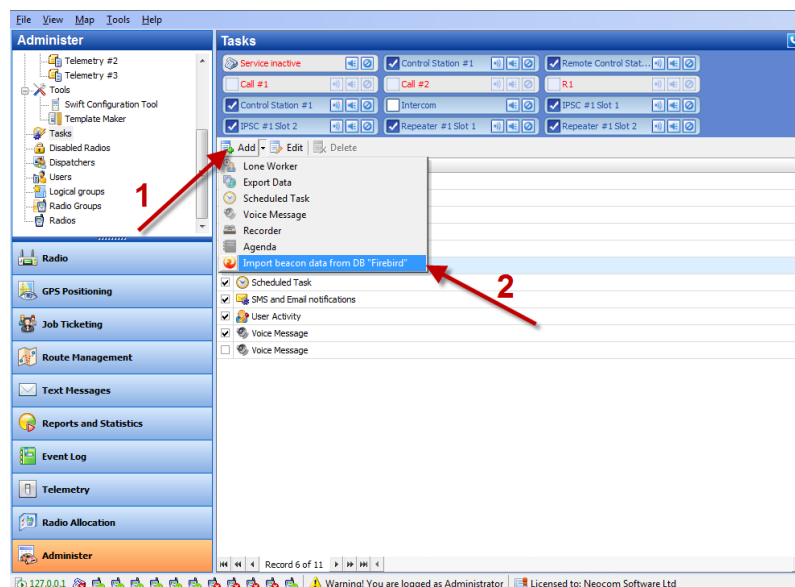 File View Map Tools Help
Administer
Tasks
Telemetry #2
Telemetry #3
Tools
Swift Configuration Tool
Template Maker
Tasks
Disabled Radios
Dispatchers
Users
Logical groups
Radio Groups
Radios
Service inactive
Control Station #1
Remote Control Stat...
Call #1
Call #2
R1
Control Station #1
Intercom
IPSC #1 Slot 1
IPSC #1 Slot 2
Repeater #1 Slot 1
Repeater #1 Slot 2
Add Edit Delete
1
Lone Worker
Export Data
Scheduled Task
Voice Message
Recorder
Agenda
Import beacon data from DB "Firebird"
2
Scheduled Task
SMS and Email notifications
User Activity
Voice Message
Voice Message
Radio
GPS Positioning
Job Ticketing
Route Management
Text Messages
Reports and Statistics
Event Log
Telemetry
Radio Allocation
Administer
Record 6 of 11
127.0.0.1
Warning! You are logged as Administrator
Licensed to: Neocom Software Ltd